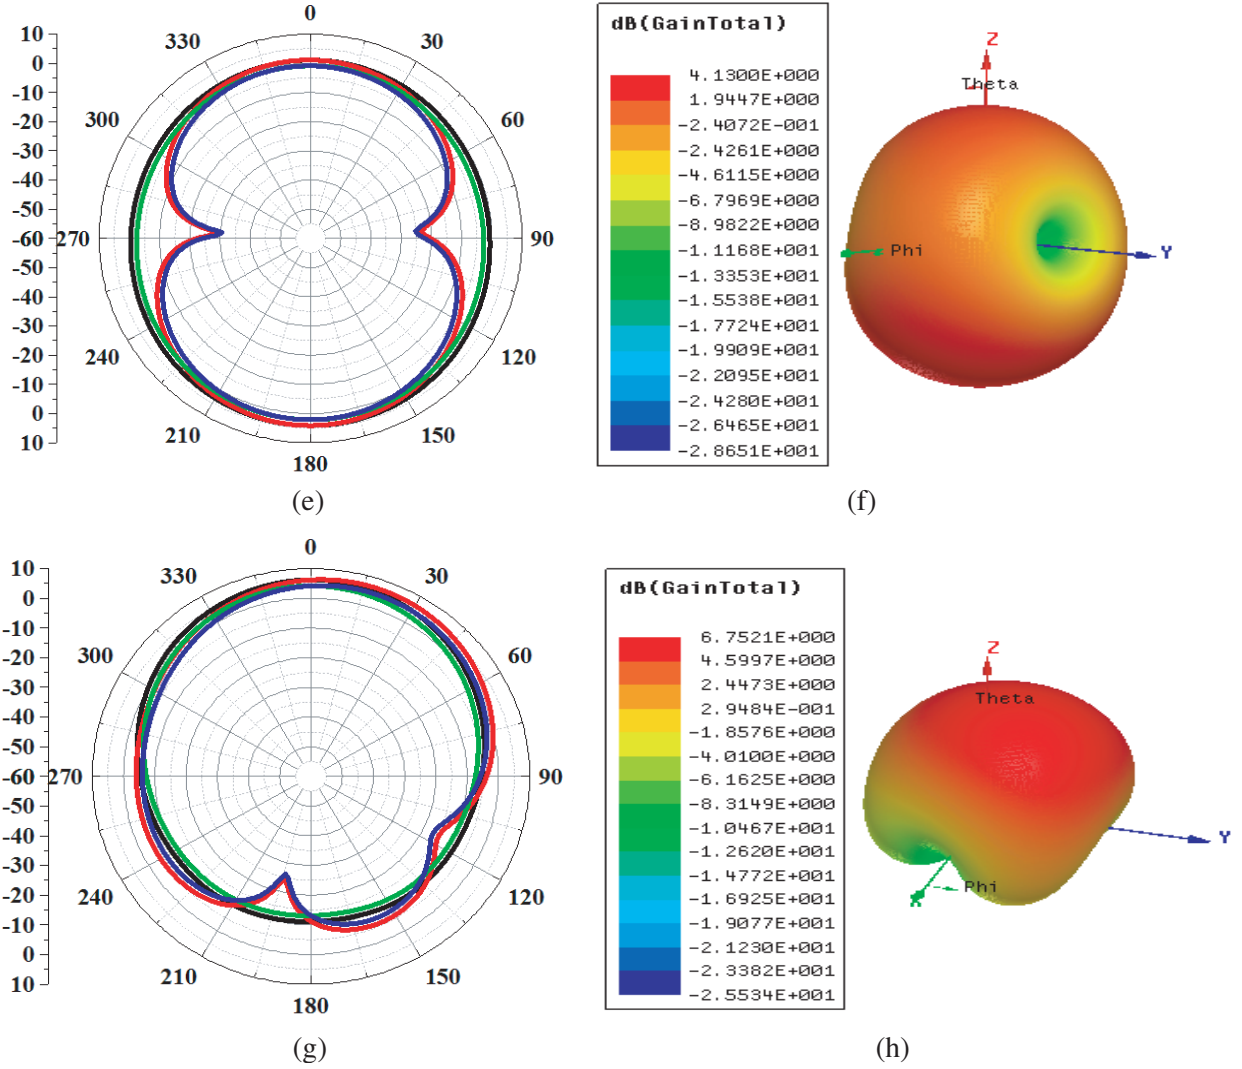 0
30
60
90
120
150
180
210
240
270
300
330
10
0
-10
-20
-30
-40
-50
-60
-50
-40
-30
-20
-10
0
10
(e)
dB(GainTotal)
4.1300E+000
1.9447E+000
-2.4072E-001
-2.4261E+000
-4.6115E+000
-6.7969E+000
-8.9822E+000
-1.1168E+001
-1.3353E+001
-1.5538E+001
-1.7724E+001
-1.9909E+001
-2.2095E+001
-2.4280E+001
-2.6465E+001
-2.8651E+001
Z
Theta
Phi
Y
(f)
0
30
60
90
120
150
180
210
240
270
300
330
10
0
-10
-20
-30
-40
-50
-60
-50
-40
-30
-20
-10
0
10
(g)
dB(GainTotal)
6.7521E+000
4.5997E+000
2.4473E+000
2.9484E-001
-1.8576E+000
-4.0100E+000
-6.1625E+000
-8.3149E+000
-1.0467E+001
-1.2620E+001
-1.4772E+001
-1.6925E+001
-1.9077E+001
-2.1230E+001
-2.3382E+001
-2.5534E+001
Z
Theta
Y
Phi
X
(h)